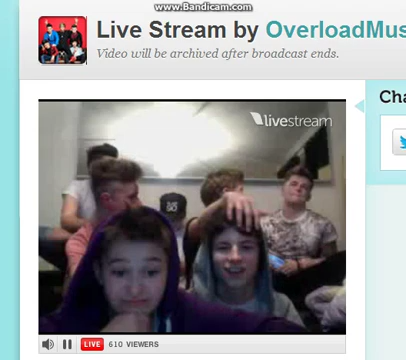 www.Bandicam.com
Live Stream by OverloadMus
Video will be archived after broadcast ends.
Cha
livestream
LIVE 610 VIEWERS